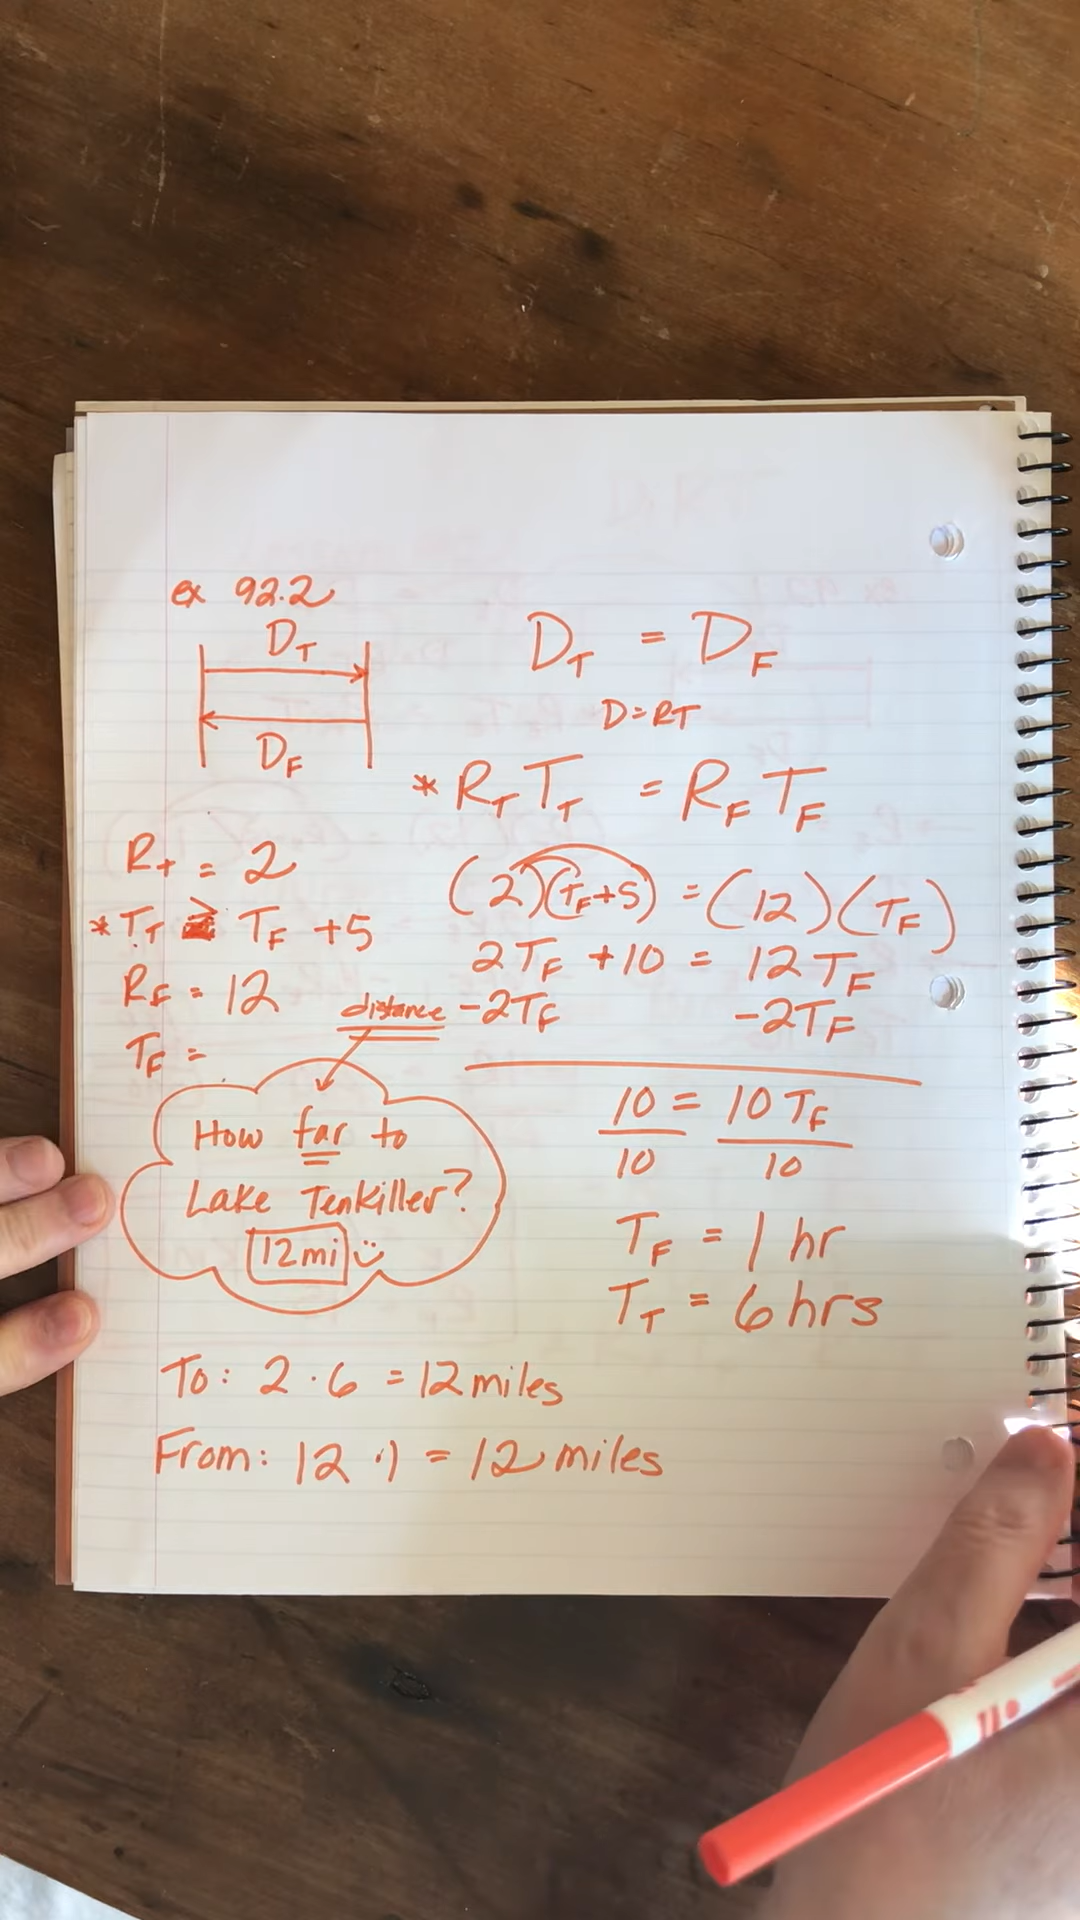 ex 92.2
D_T
D_F
D_T = D_F
D=RT
* R_T T_T = R_F T_F
R_T = 2
* T_T = T_F +5
R_F = 12
T_F =
(2)(T_F+5) = (12)(T_F)
2T_F +10 = 12T_F
-2T_F -2T_F
10 = 10 T_F
10 10
T_F = 1 hr
T_T = 6 hrs
distance
How far to
Lake Tenkiller?
12mi
To: 2 · 6 = 12 miles
From: 12 · 1 = 12 miles